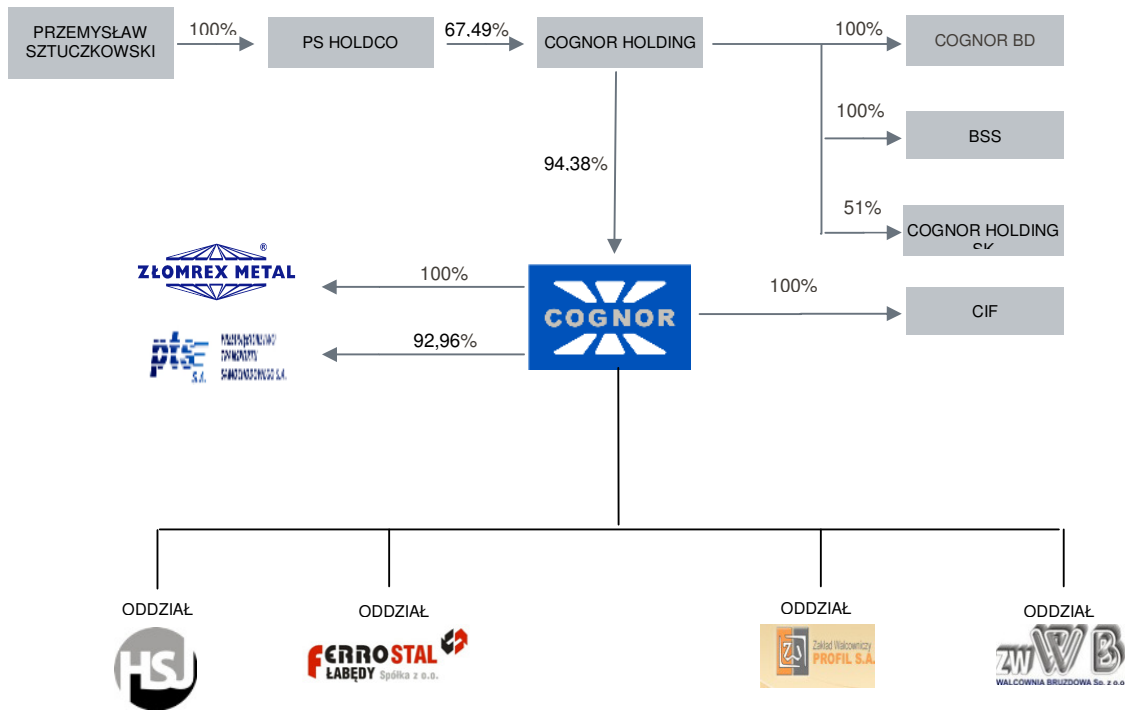 PRZEMYSŁAW
SZTUCZKOWSKI
100%
PS HOLDCO
67,49%
COGNOR HOLDING
100%
COGNOR BD
100%
BSS
94,38%
51%
COGNOR HOLDING
®
ZŁOMREX METAL
100%
COGNOR
100%
CIF
pts
S.A.
92,96%
ODDZIAŁ
ODDZIAŁ
ODDZIAŁ
ODDZIAŁ
HSJ
FERROSTAL
ŁABĘDY Spółka z o.o.
Zakład Walcowniczy
PROFIL S.A.
ZW WB
WALCOWNIA BRUZDOWA Sp. z o.o